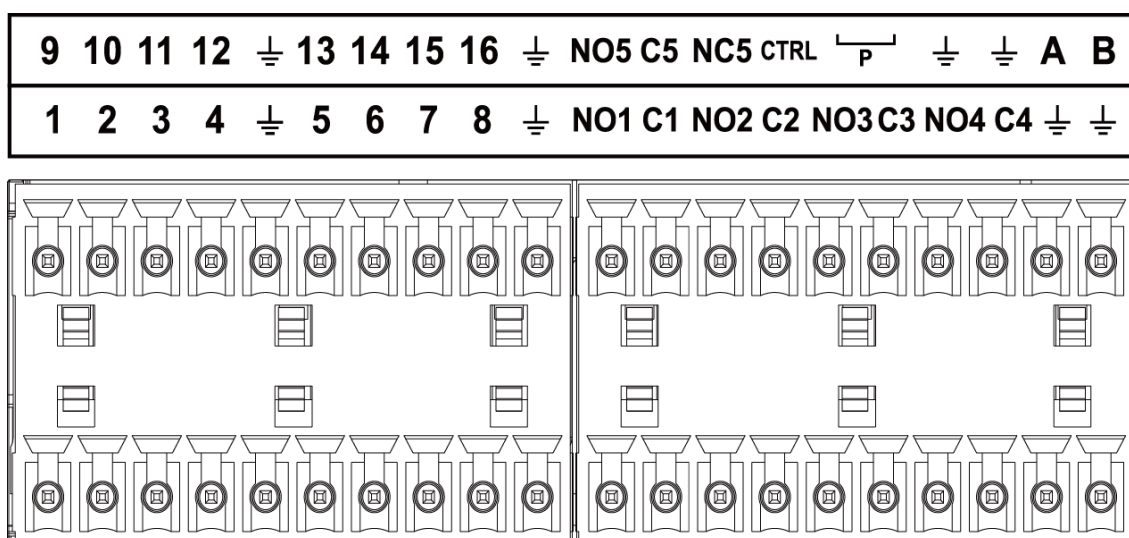 9 10 11 12 ⏚ 13 14 15 16 ⏚ NO5 C5 NC5 CTRL P ⏚ ⏚ A B
1 2 3 4 ⏚ 5 6 7 8 ⏚ NO1 C1 NO2 C2 NO3 C3 NO4 C4 ⏚ ⏚